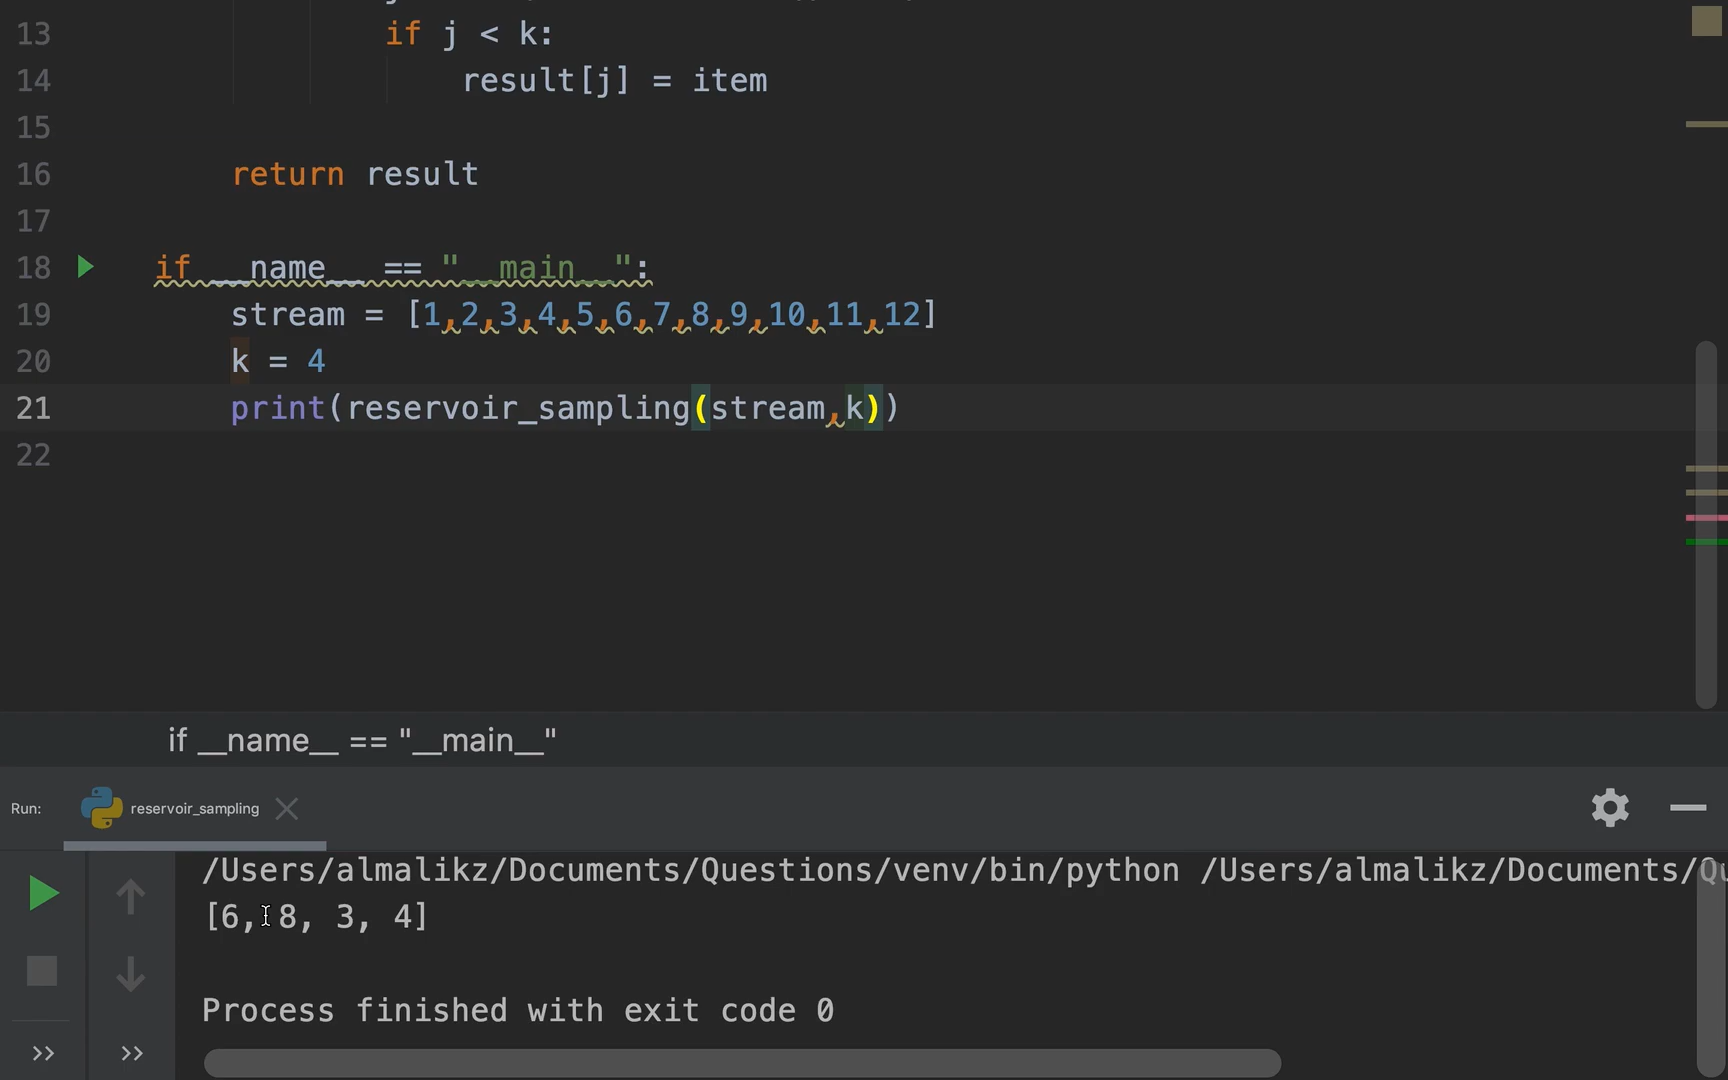 13 if j < k:
14 result[j] = item
15
16 return result
17
18 if __name__ == "__main__":
19 stream = [1,2,3,4,5,6,7,8,9,10,11,12]
20 k = 4
21 print(reservoir_sampling(stream,k))
22
if __name__ == "__main__"
Run: reservoir_sampling
/Users/almalikz/Documents/Questions/venv/bin/python /Users/almalikz/Documents/
[6, 8, 3, 4]
Process finished with exit code 0